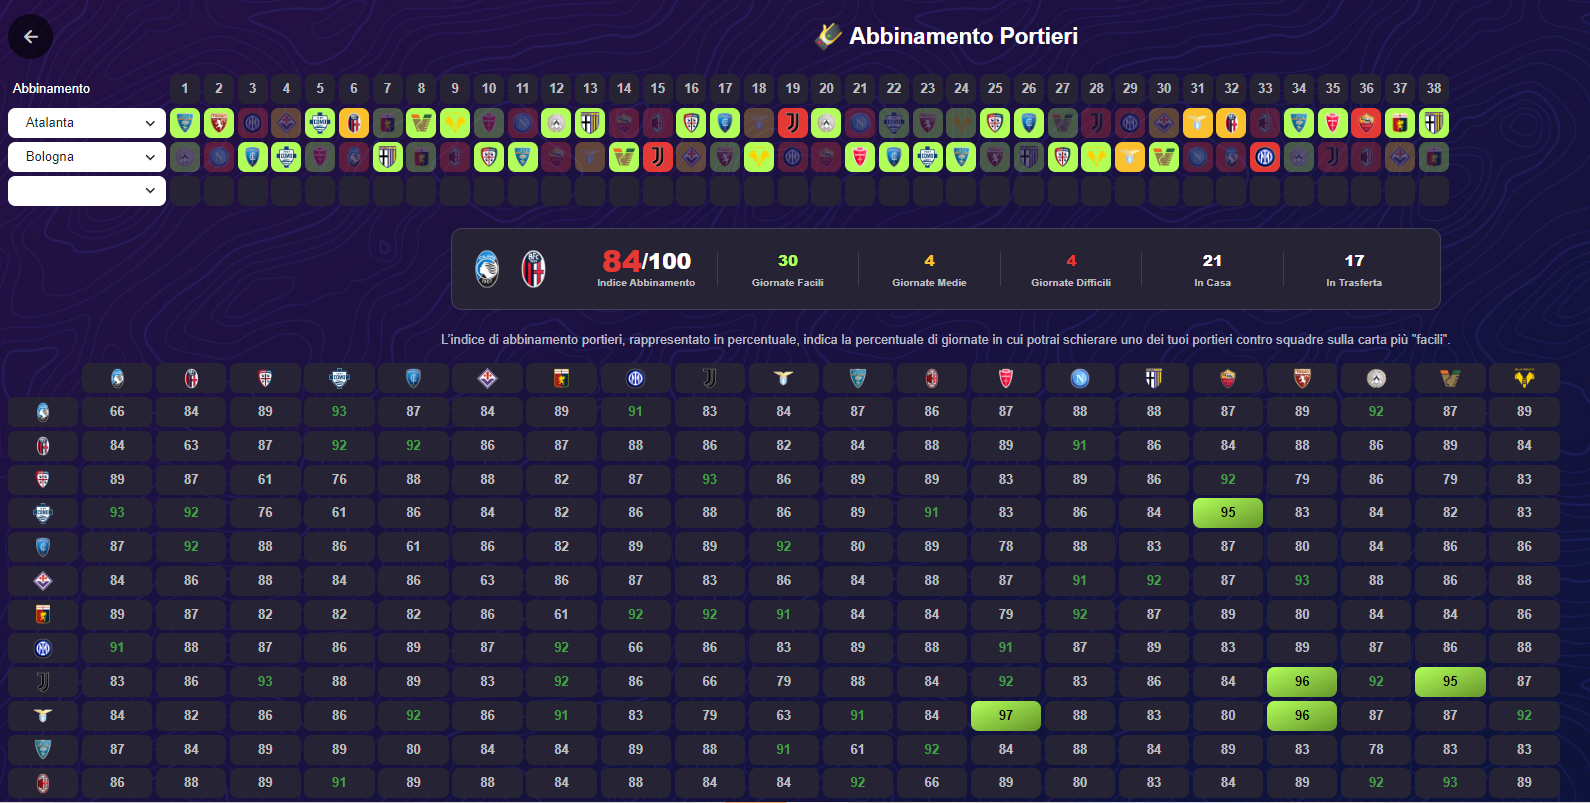 Abbinamento Portieri
Abbinamento 1 2 3 4 5 6 7 8 9 10 11 12 13 14 15 16 17 18 19 20 21 22 23 24 25 26 27 28 29 30 31 32 33 34 35 36 37 38
Atalanta
Bologna
84/100 30 4 4 21 17
Indice Abbinamento Giornate Facili Giornate Medie Giornate Difficili In Casa In Trasferta
L'indice di abbinamento portieri, rappresentato in percentuale, indica la percentuale di giornate in cui potrai schierare uno dei tuoi portieri contro squadre sulla carta più "facili".
66 84 89 93 87 84 89 91 83 84 87 86 87 88 88 87 89 92 87 89
84 63 87 92 92 86 87 88 86 82 84 88 89 91 86 84 88 86 89 84
89 87 61 76 88 88 82 87 93 86 89 89 83 89 86 92 79 86 79 83
93 92 76 61 86 84 82 86 88 86 89 91 83 86 84 95 83 84 82 83
87 92 88 86 61 86 82 89 89 92 80 89 78 88 83 87 80 84 86 86
84 86 88 84 86 63 86 87 83 86 84 88 87 91 92 87 93 88 86 88
89 87 82 82 82 86 61 92 92 91 84 84 79 92 87 89 80 84 84 86
91 88 87 86 89 87 92 66 86 83 89 88 91 87 89 83 89 87 86 88
83 86 93 88 89 83 92 86 66 79 88 84 92 83 86 84 96 92 95 87
84 82 86 86 92 86 91 83 79 63 91 84 97 88 83 80 96 87 87 92
87 84 89 89 80 84 84 89 88 91 61 92 84 88 84 89 83 78 83 83
86 88 89 91 89 88 84 88 84 84 92 66 89 80 83 84 89 92 93 89